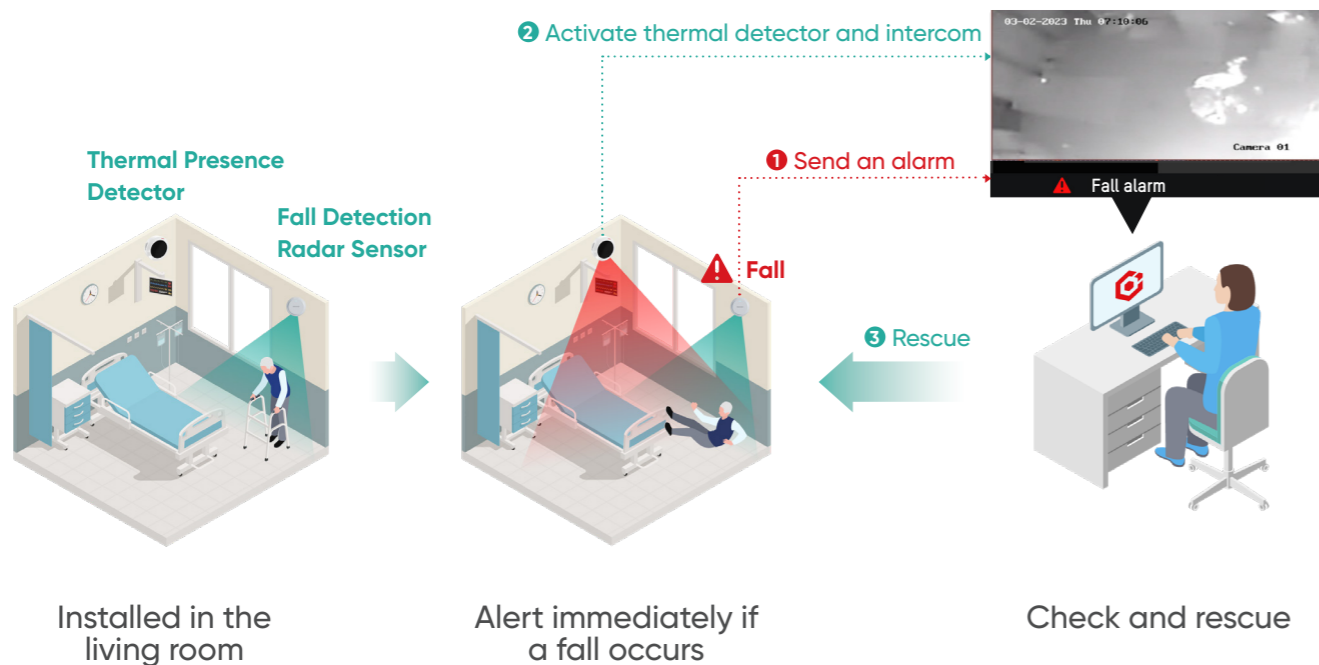 ❷ Activate thermal detector and intercom
03-02-2023 Thu 07:10:06
Camera 01
❶ Send an alarm
Fall alarm
Thermal Presence
Detector
Fall Detection
Radar Sensor
Fall
❸ Rescue
Installed in the
living room
Alert immediately if
a fall occurs
Check and rescue